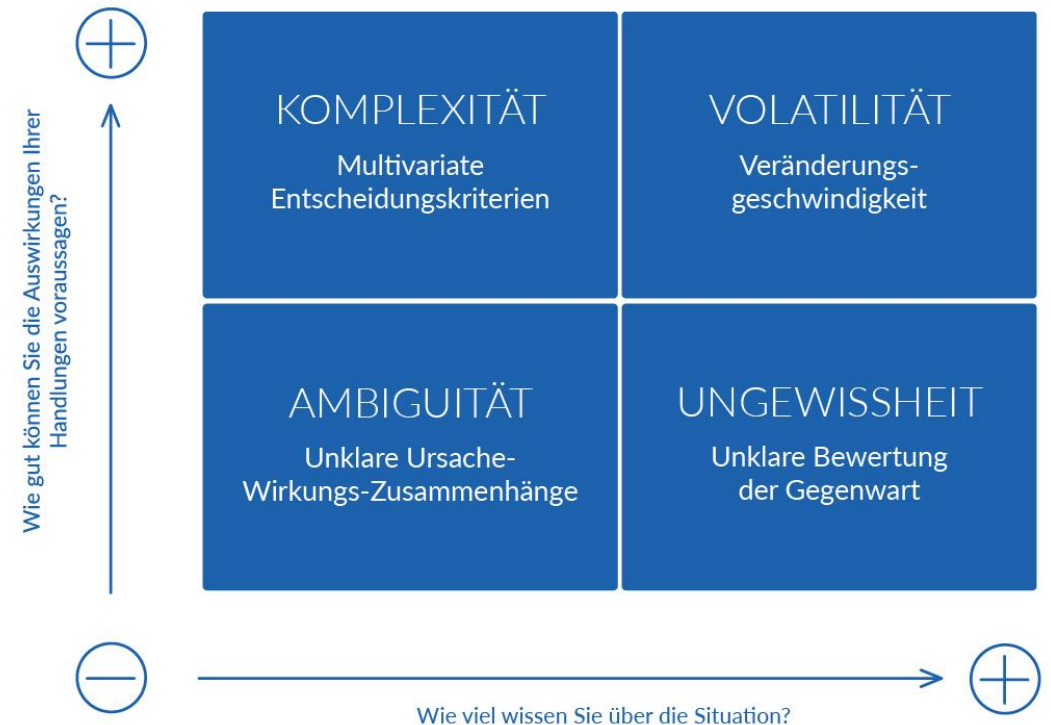 Wie gut können Sie die Auswirkungen Ihrer
Handlungen voraussagen?
KOMPLEXITÄT
Multivariate
Entscheidungskriterien
VOLATILITÄT
Veränderungs-
geschwindigkeit
AMBIGUITÄT
Unklare Ursache-
Wirkungs-Zusammenhänge
UNGEWISSHEIT
Unklare Bewertung
der Gegenwart
Wie viel wissen Sie über die Situation?